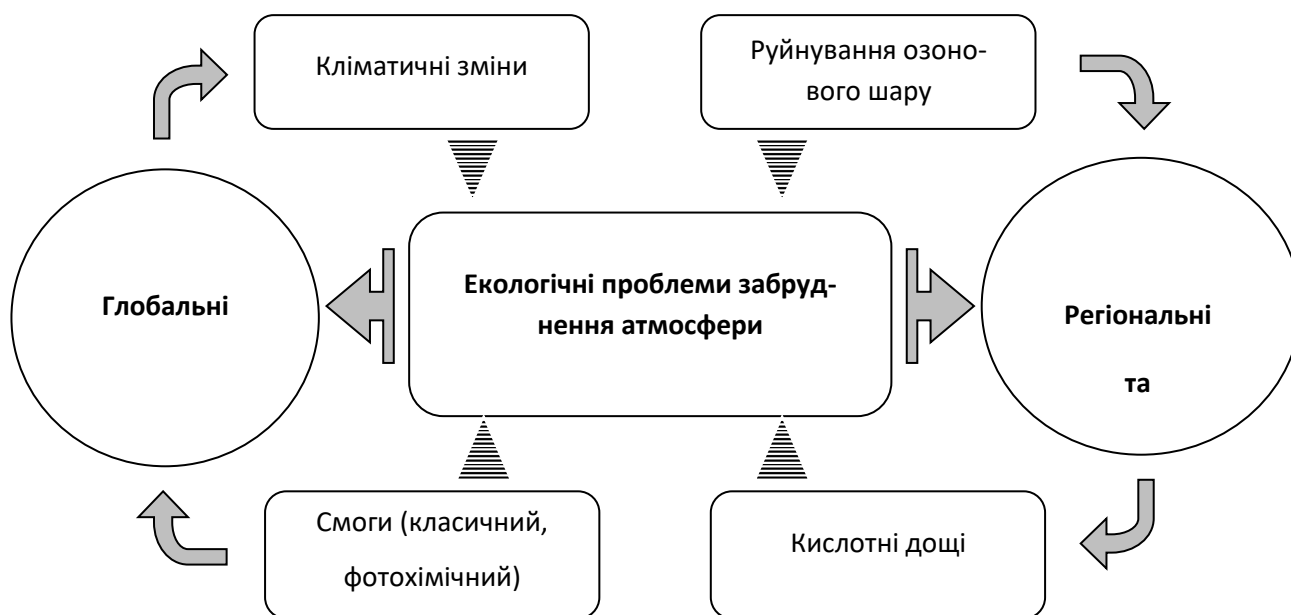 Кліматичні зміни
Руйнування озоно-
вого шару
Глобальні
Екологічні проблеми забруд-
нення атмосфери
Регіональні
та
Смоги (класичний,
фотохімічний)
Кислотні дощі